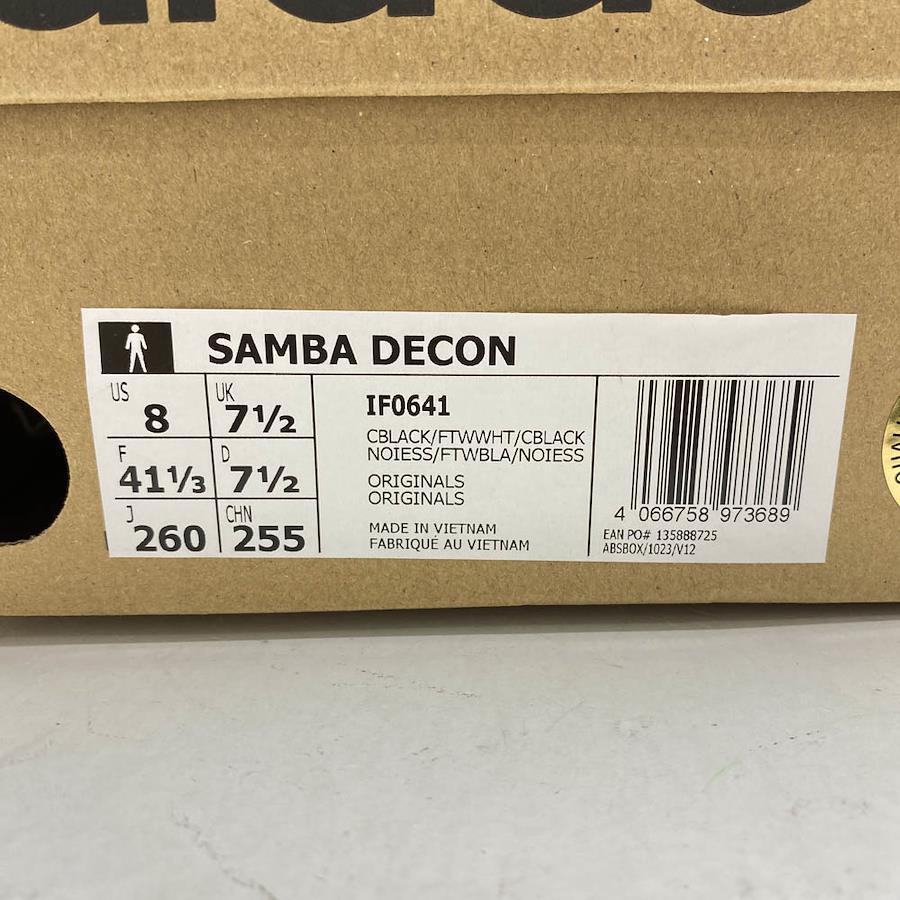 SAMBA DECON
US 8 UK 7½
F 41⅓ D 7½
J 260 CHN 255
IF0641
CBLACK/FTWWHT/CBLACK
NOIESS/FTWBLA/NOIESS
ORIGINALS
ORIGINALS
MADE IN VIETNAM
FABRIQUÉ AU VIETNAM
4 066758 973689
EAN PO# 135888725
ABSBOX/1023/V12